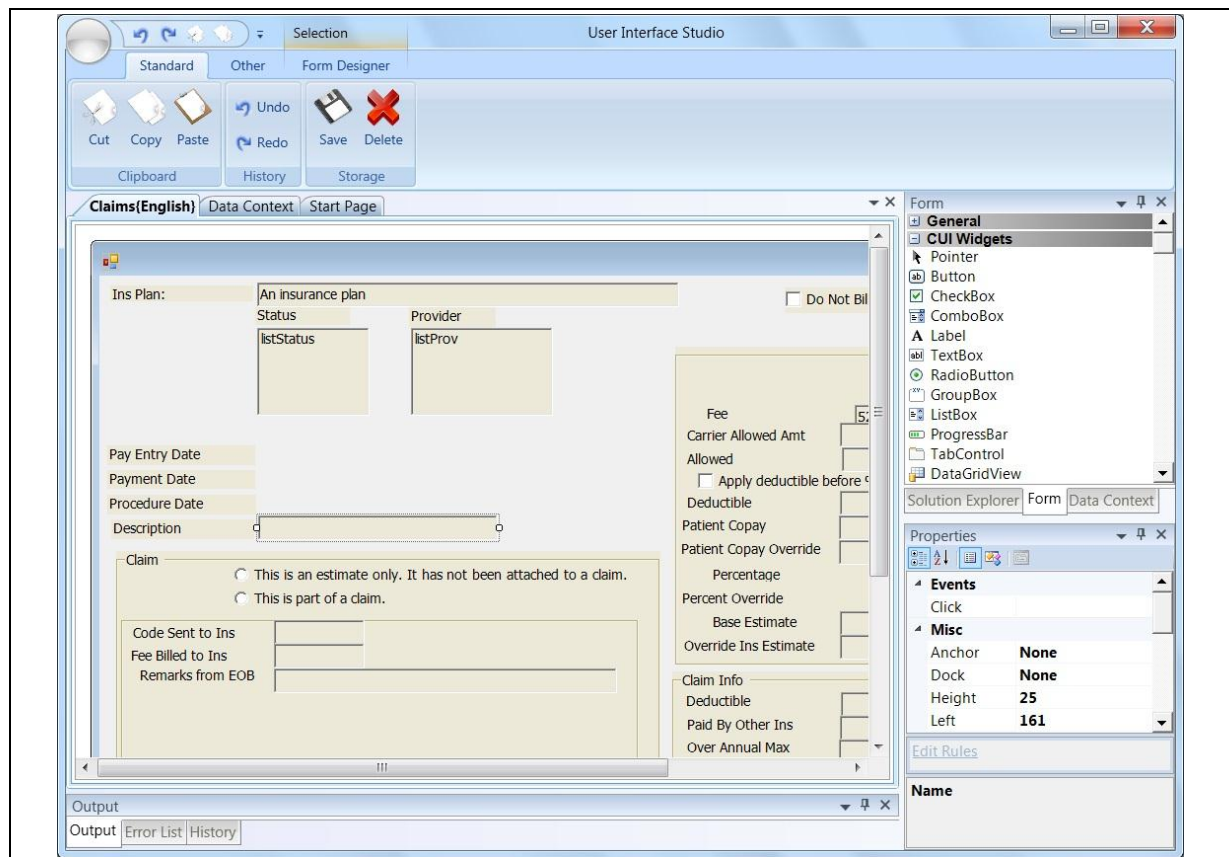 Selection
User Interface Studio
Standard Other Form Designer
Cut Copy Paste
Undo
Redo
Save Delete
Clipboard History Storage
Claims{English} Data Context Start Page
Ins Plan: An insurance plan
Do Not Bil
Status Provider
listStatus listProv
Fee 52
Carrier Allowed Amt
Pay Entry Date
Allowed
Payment Date
Apply deductible before
Procedure Date
Deductible
Description
Patient Copay
Patient Copay Override
Claim
This is an estimate only. It has not been attached to a claim.
This is part of a claim.
Percentage
Percent Override
Base Estimate
Override Ins Estimate
Code Sent to Ins
Fee Billed to Ins
Remarks from EOB
Claim Info
Deductible
Paid By Other Ins
Over Annual Max
Form
General
CUI Widgets
Pointer
Button
CheckBox
ComboBox
Label
TextBox
RadioButton
GroupBox
ListBox
ProgressBar
TabControl
DataGridView
Solution Explorer Form Data Context
Properties
Events
Click
Misc
Anchor None
Dock None
Height 25
Left 161
Edit Rules
Name
Output
Output Error List History